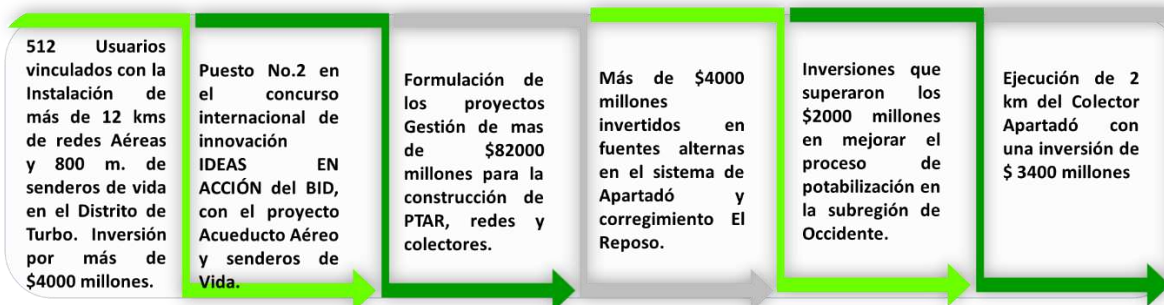 512 Usuarios
vinculados con la
Instalación de
más de 12 kms
de redes Aéreas
y 800 m. de
senderos de vida
en el Distrito de
Turbo. Inversión
por más de
$4000 millones.
Puesto No.2 en
el concurso
internacional de
innovación
IDEAS EN
ACCIÓN del BID,
con el proyecto
Acueducto Aéreo
y senderos de
Vida.
Formulación de
los proyectos
Gestión de mas
de $82000
millones para la
construcción de
PTAR, redes y
colectores.
Más de $4000
millones
invertidos en
fuentes alternas
en el sistema de
Apartadó y
corregimiento El
Reposo.
Inversiones que
superaron los
$2000 millones
en mejorar el
proceso de
potabilización en
la subregión de
Occidente.
Ejecución de 2
km del Colector
Apartadó con
una inversión de
$ 3400 millones